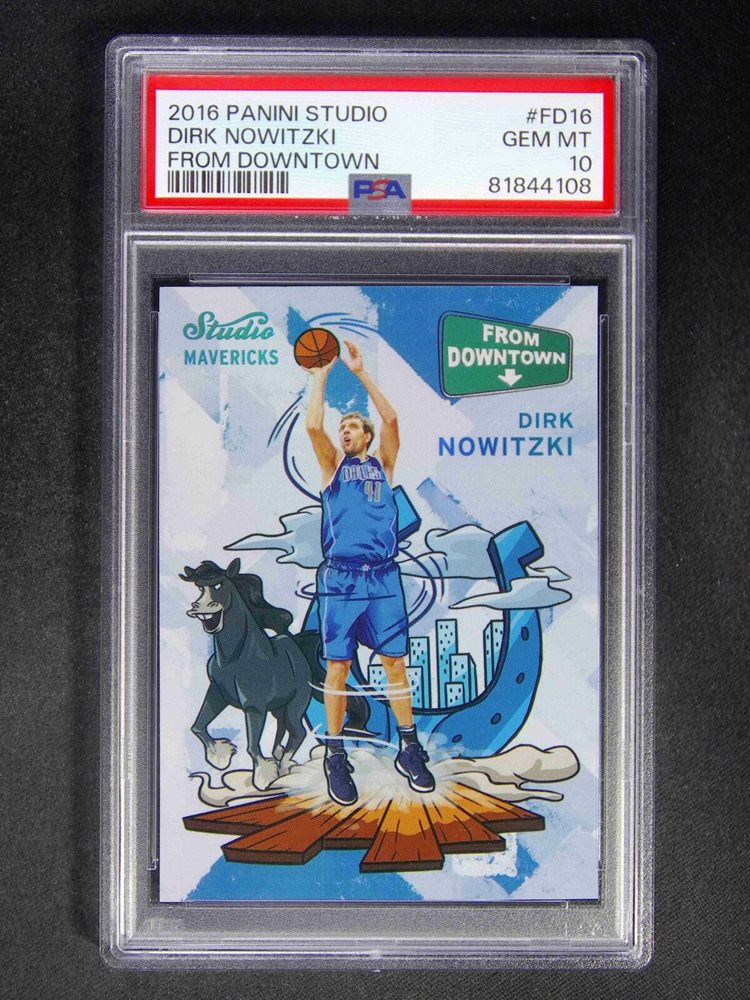 2016 PANINI STUDIO #FD16
DIRK NOWITZKI GEM MT
FROM DOWNTOWN 10
PSA 81844108
Studio
MAVERICKS
FROM
DOWNTOWN
DIRK
NOWITZKI
DALLAS
41